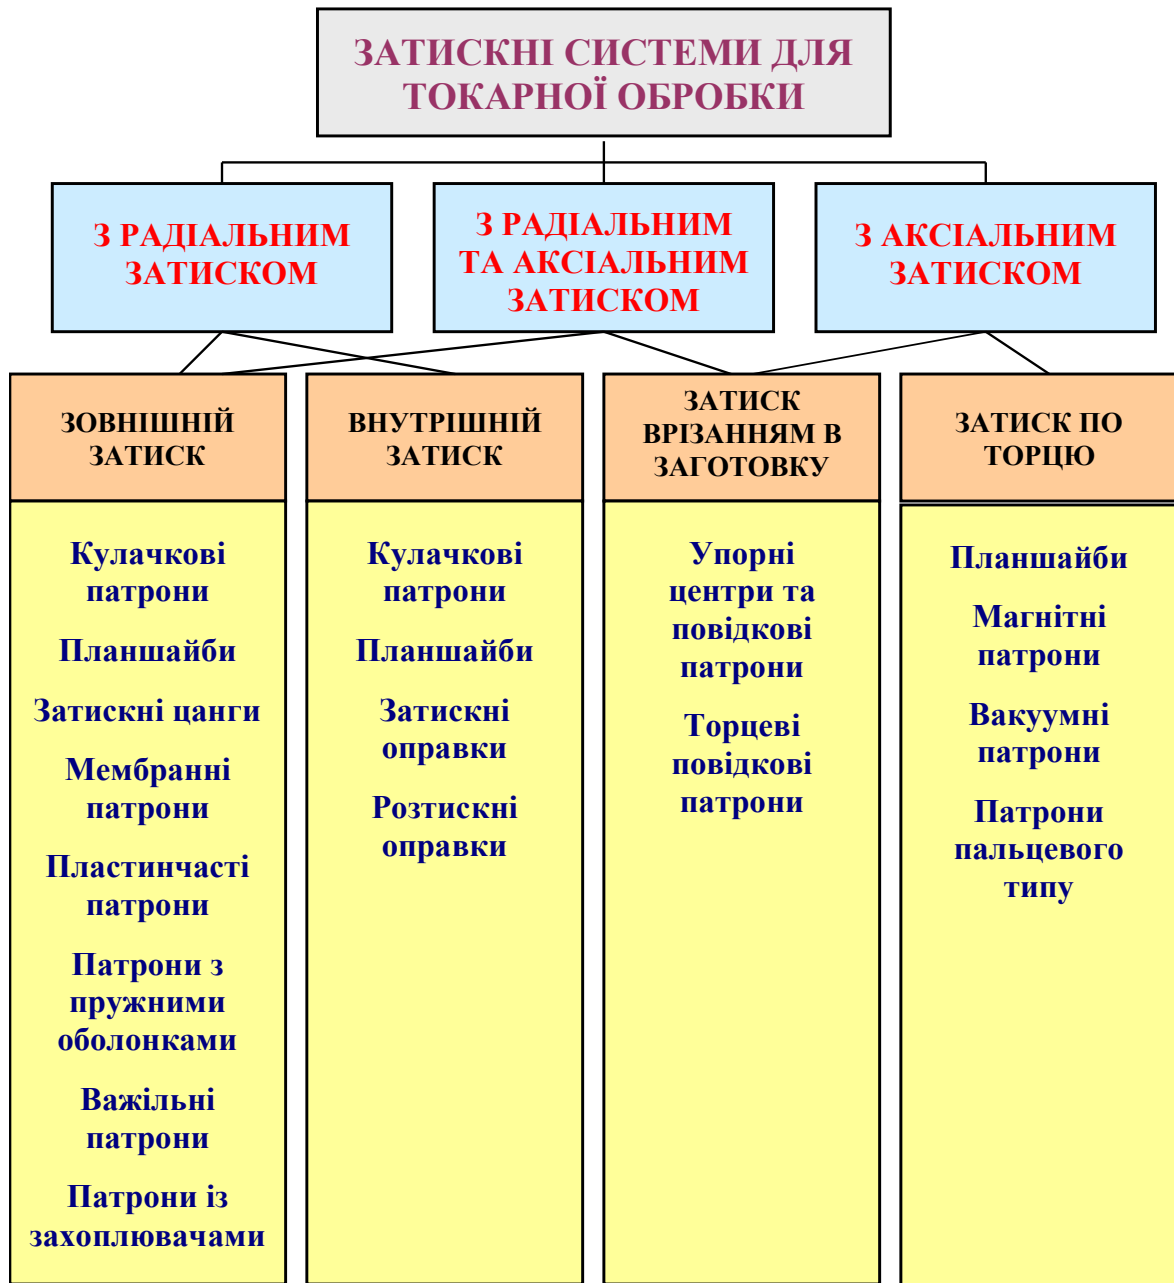 ЗАТИСКНІ СИСТЕМИ ДЛЯ
ТОКАРНОЇ ОБРОБКИ
З РАДІАЛЬНИМ
ЗАТИСКОМ
З РАДІАЛЬНИМ
ТА АКСІАЛЬНИМ
ЗАТИСКОМ
З АКСІАЛЬНИМ
ЗАТИСКОМ
ЗОВНІШНІЙ
ЗАТИСК
Кулачкові
патрони
Планшайби
Затискні цанги
Мембранні
патрони
Пластинчасті
патрони
Патрони з
пружними
оболонками
Важільні
патрони
Патрони із
захоплювачами
ВНУТРІШНІЙ
ЗАТИСК
Кулачкові
патрони
Планшайби
Затискні
оправки
Розтискні
оправки
ЗАТИСК
ВРІЗАННЯМ В
ЗАГОТОВКУ
Упорні
центри та
повідкові
патрони
Торцеві
повідкові
патрони
ЗАТИСК ПО
ТОРЦЮ
Планшайби
Магнітні
патрони
Вакуумні
патрони
Патрони
пальцевого
типу